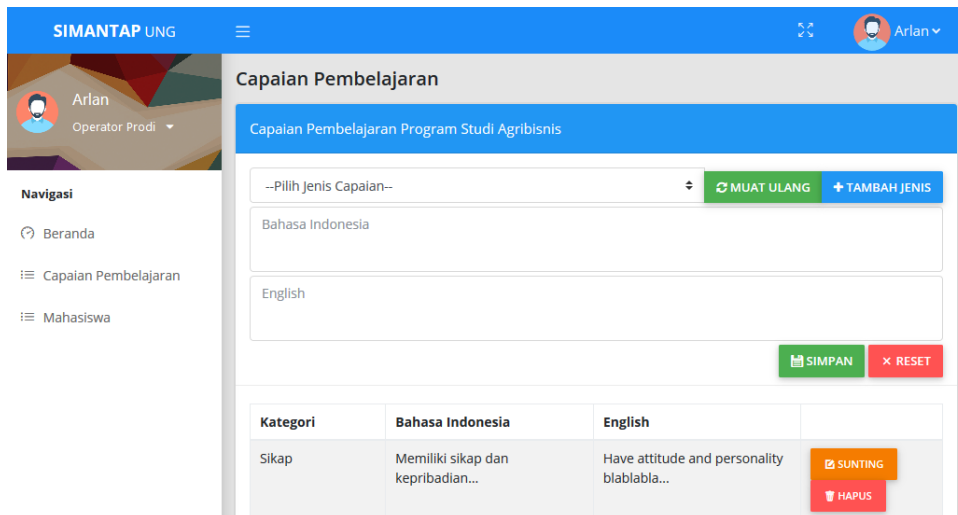 SIMANTAP UNG
Arlan
Capaian Pembelajaran
Arlan
Operator Prodi
Capaian Pembelajaran Program Studi Agribisnis
Navigasi
Beranda
Capaian Pembelajaran
Mahasiswa
--Pilih Jenis Capaian--
MUAT ULANG
TAMBAH JENIS
Bahasa Indonesia
English
SIMPAN
RESET
Kategori Bahasa Indonesia English
Sikap
Memiliki sikap dan
kepribadian...
Have attitude and personality
blablabla...
SUNTING
HAPUS